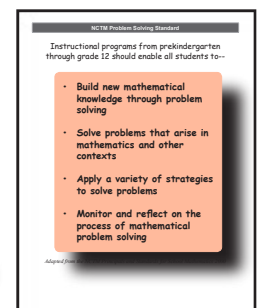 NCTM Problem Solving Standard
Instructional programs from prekindergarten
through grade 12 should enable all students to--
• Build new mathematical
knowledge through problem
solving
• Solve problems that arise in
mathematics and other
contexts
• Apply a variety of strategies
to solve problems
• Monitor and reflect on the
process of mathematical
problem solving
Adapted from the